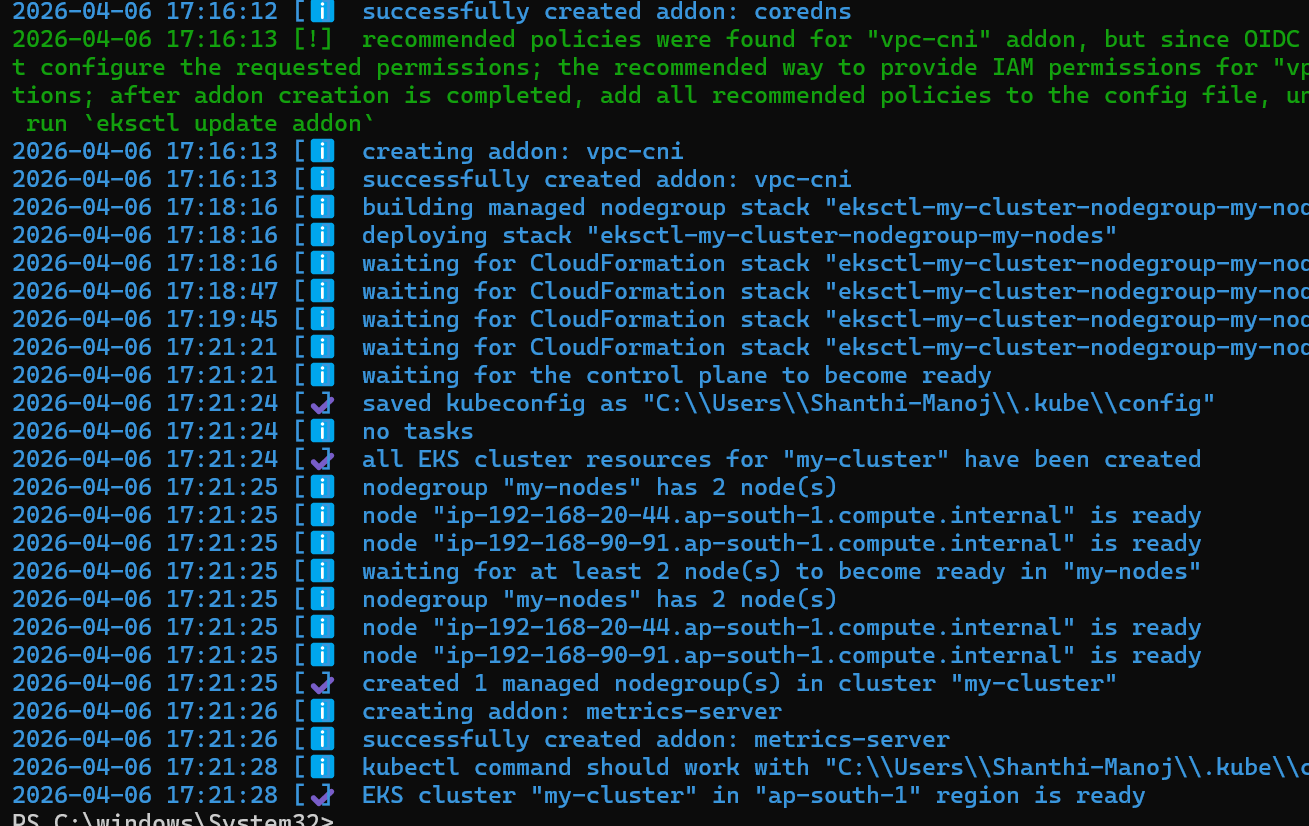 2026-04-06 17:16:12 [ℹ]  successfully created addon: coredns
2026-04-06 17:16:13 [!]  recommended policies were found for "vpc-cni" addon, but since OIDC
t configure the requested permissions; the recommended way to provide IAM permissions for "vp
tions; after addon creation is completed, add all recommended policies to the config file, un
 run `eksctl update addon`
2026-04-06 17:16:13 [ℹ]  creating addon: vpc-cni
2026-04-06 17:16:13 [ℹ]  successfully created addon: vpc-cni
2026-04-06 17:18:16 [ℹ]  building managed nodegroup stack "eksctl-my-cluster-nodegroup-my-nod
2026-04-06 17:18:16 [ℹ]  deploying stack "eksctl-my-cluster-nodegroup-my-nodes"
2026-04-06 17:18:16 [ℹ]  waiting for CloudFormation stack "eksctl-my-cluster-nodegroup-my-nod
2026-04-06 17:18:47 [ℹ]  waiting for CloudFormation stack "eksctl-my-cluster-nodegroup-my-nod
2026-04-06 17:19:45 [ℹ]  waiting for CloudFormation stack "eksctl-my-cluster-nodegroup-my-nod
2026-04-06 17:21:21 [ℹ]  waiting for CloudFormation stack "eksctl-my-cluster-nodegroup-my-nod
2026-04-06 17:21:21 [ℹ]  waiting for the control plane to become ready
2026-04-06 17:21:24 [✔]  saved kubeconfig as "C:\\Users\\Shanthi-Manoj\\.kube\\config"
2026-04-06 17:21:24 [ℹ]  no tasks
2026-04-06 17:21:24 [✔]  all EKS cluster resources for "my-cluster" have been created
2026-04-06 17:21:25 [ℹ]  nodegroup "my-nodes" has 2 node(s)
2026-04-06 17:21:25 [ℹ]  node "ip-192-168-20-44.ap-south-1.compute.internal" is ready
2026-04-06 17:21:25 [ℹ]  node "ip-192-168-90-91.ap-south-1.compute.internal" is ready
2026-04-06 17:21:25 [ℹ]  waiting for at least 2 node(s) to become ready in "my-nodes"
2026-04-06 17:21:25 [ℹ]  nodegroup "my-nodes" has 2 node(s)
2026-04-06 17:21:25 [ℹ]  node "ip-192-168-20-44.ap-south-1.compute.internal" is ready
2026-04-06 17:21:25 [ℹ]  node "ip-192-168-90-91.ap-south-1.compute.internal" is ready
2026-04-06 17:21:25 [✔]  created 1 managed nodegroup(s) in cluster "my-cluster"
2026-04-06 17:21:26 [ℹ]  creating addon: metrics-server
2026-04-06 17:21:26 [ℹ]  successfully created addon: metrics-server
2026-04-06 17:21:28 [ℹ]  kubectl command should work with "C:\\Users\\Shanthi-Manoj\\.kube\\c
2026-04-06 17:21:28 [✔]  EKS cluster "my-cluster" in "ap-south-1" region is ready
PS C:\windows\System32>